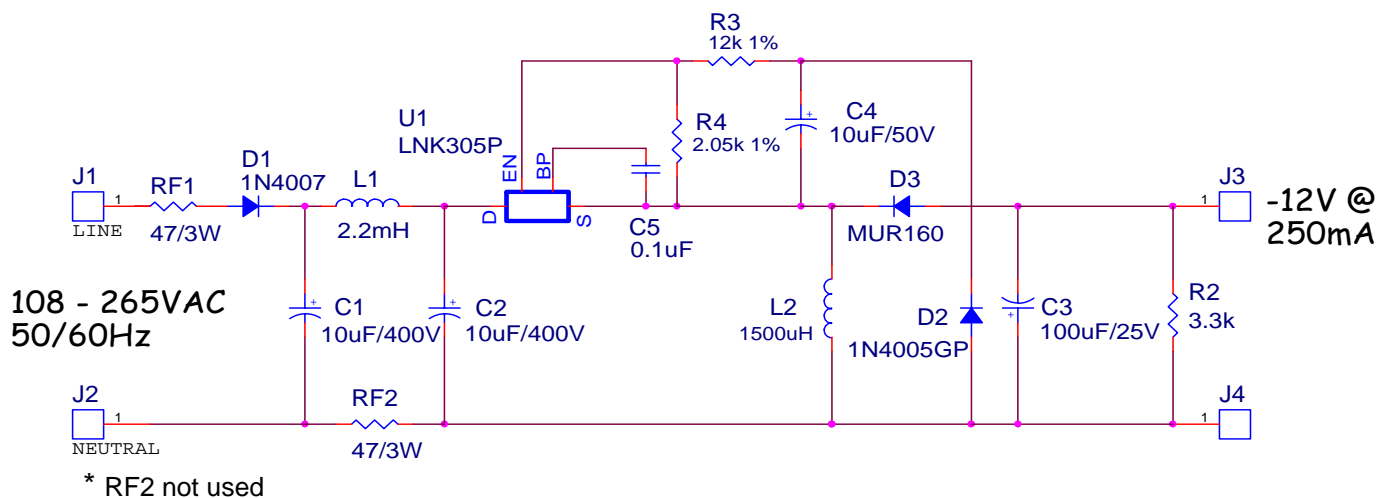 R3
12k 1%
U1
LNK305P
EN
BP
R4
2.05k 1%
C4
10uF/50V
J1
1
LINE
RF1
47/3W
D1
1N4007
L1
2.2mH
D
S
C5
0.1uF
D3
MUR160
J3
1
-12V @
250mA
108 - 265VAC
50/60Hz
C1
10uF/400V
C2
10uF/400V
L2
1500uH
D2
1N4005GP
C3
100uF/25V
R2
3.3k
J2
1
NEUTRAL
RF2
47/3W
J4
1
* RF2 not used